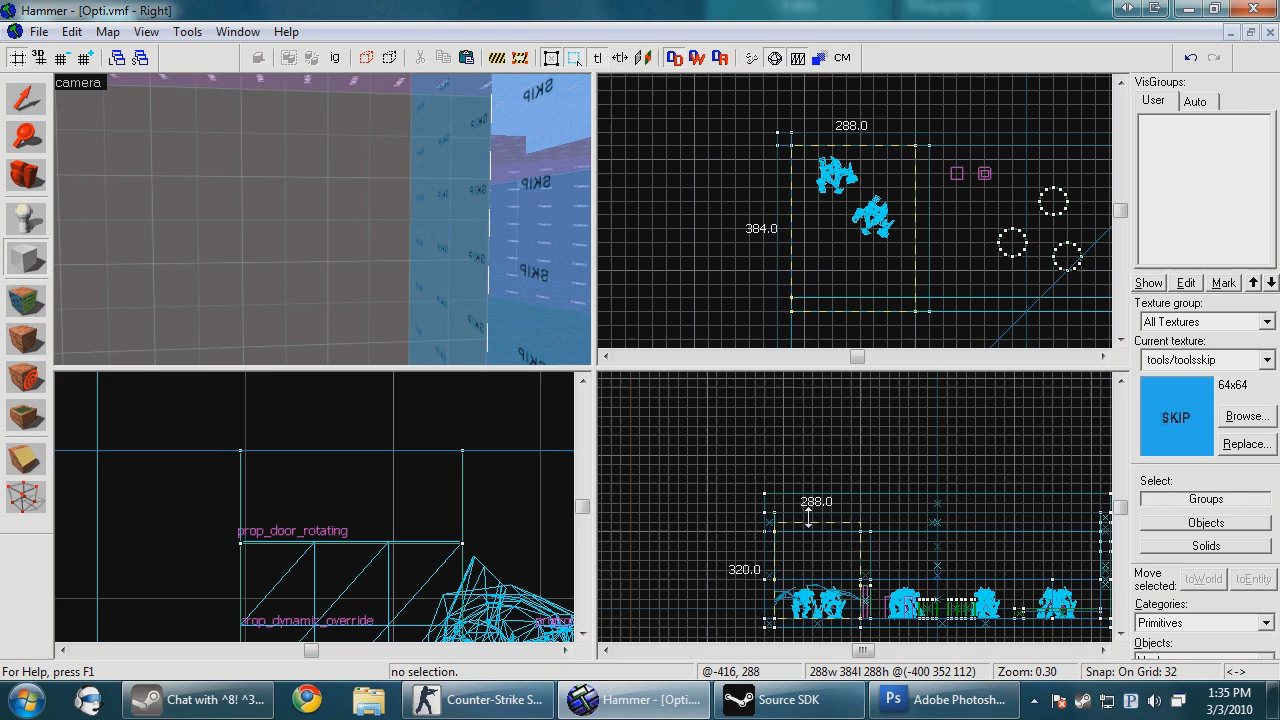 Hammer - [Opti.vmf - Right]
File Edit Map View Tools Window Help
camera
SKIP
SKIP
SKIP
SKIP
288.0
384.0
prop_door_rotating
288.0
320.0
VisGroups:
User Auto
Show Edit Mark
Texture group:
All Textures
Current texture:
tools/toolsskip
SKIP
64x64
Browse...
Replace...
Select:
Groups
Objects
Solids
Move
selected:
toWorld toEntity
Categories:
Primitives
Objects:
For Help, press F1
no selection.
@-416, 288
288w 384l 288h @(-400 352 112)
Zoom: 0.30
Snap: On Grid: 32
<->
Chat with ^8! ^3...
Counter-Strike S...
Hammer - [Opti....
Source SDK
Adobe Photosh...
1:35 PM
3/3/2010